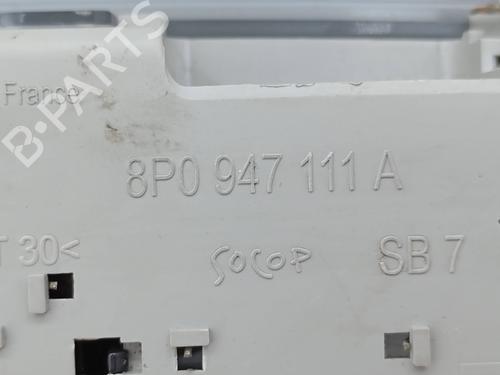 B-PARTS
France
8P0 947 111 A
T 30<
SOCOP
SB 7